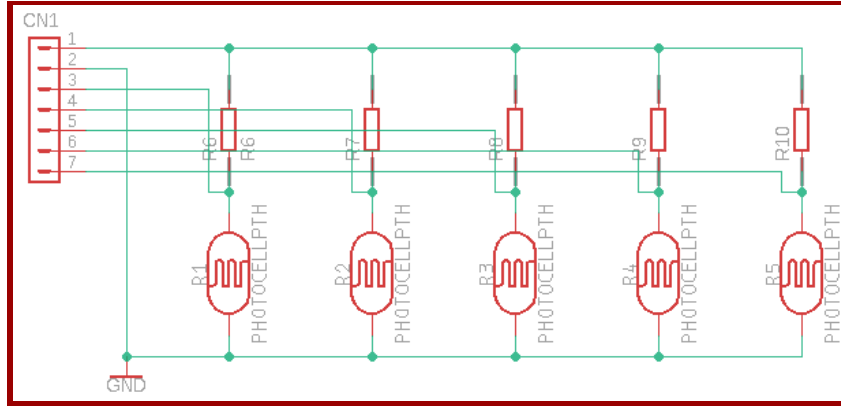 CN1
1
2
3
4
5
6
7
R6
R6
R7
R8
R9
R10
R1
PHOTOCELLPTH
R2
PHOTOCELLPTH
R3
PHOTOCELLPTH
R4
PHOTOCELLPTH
R5
PHOTOCELLPTH
GND